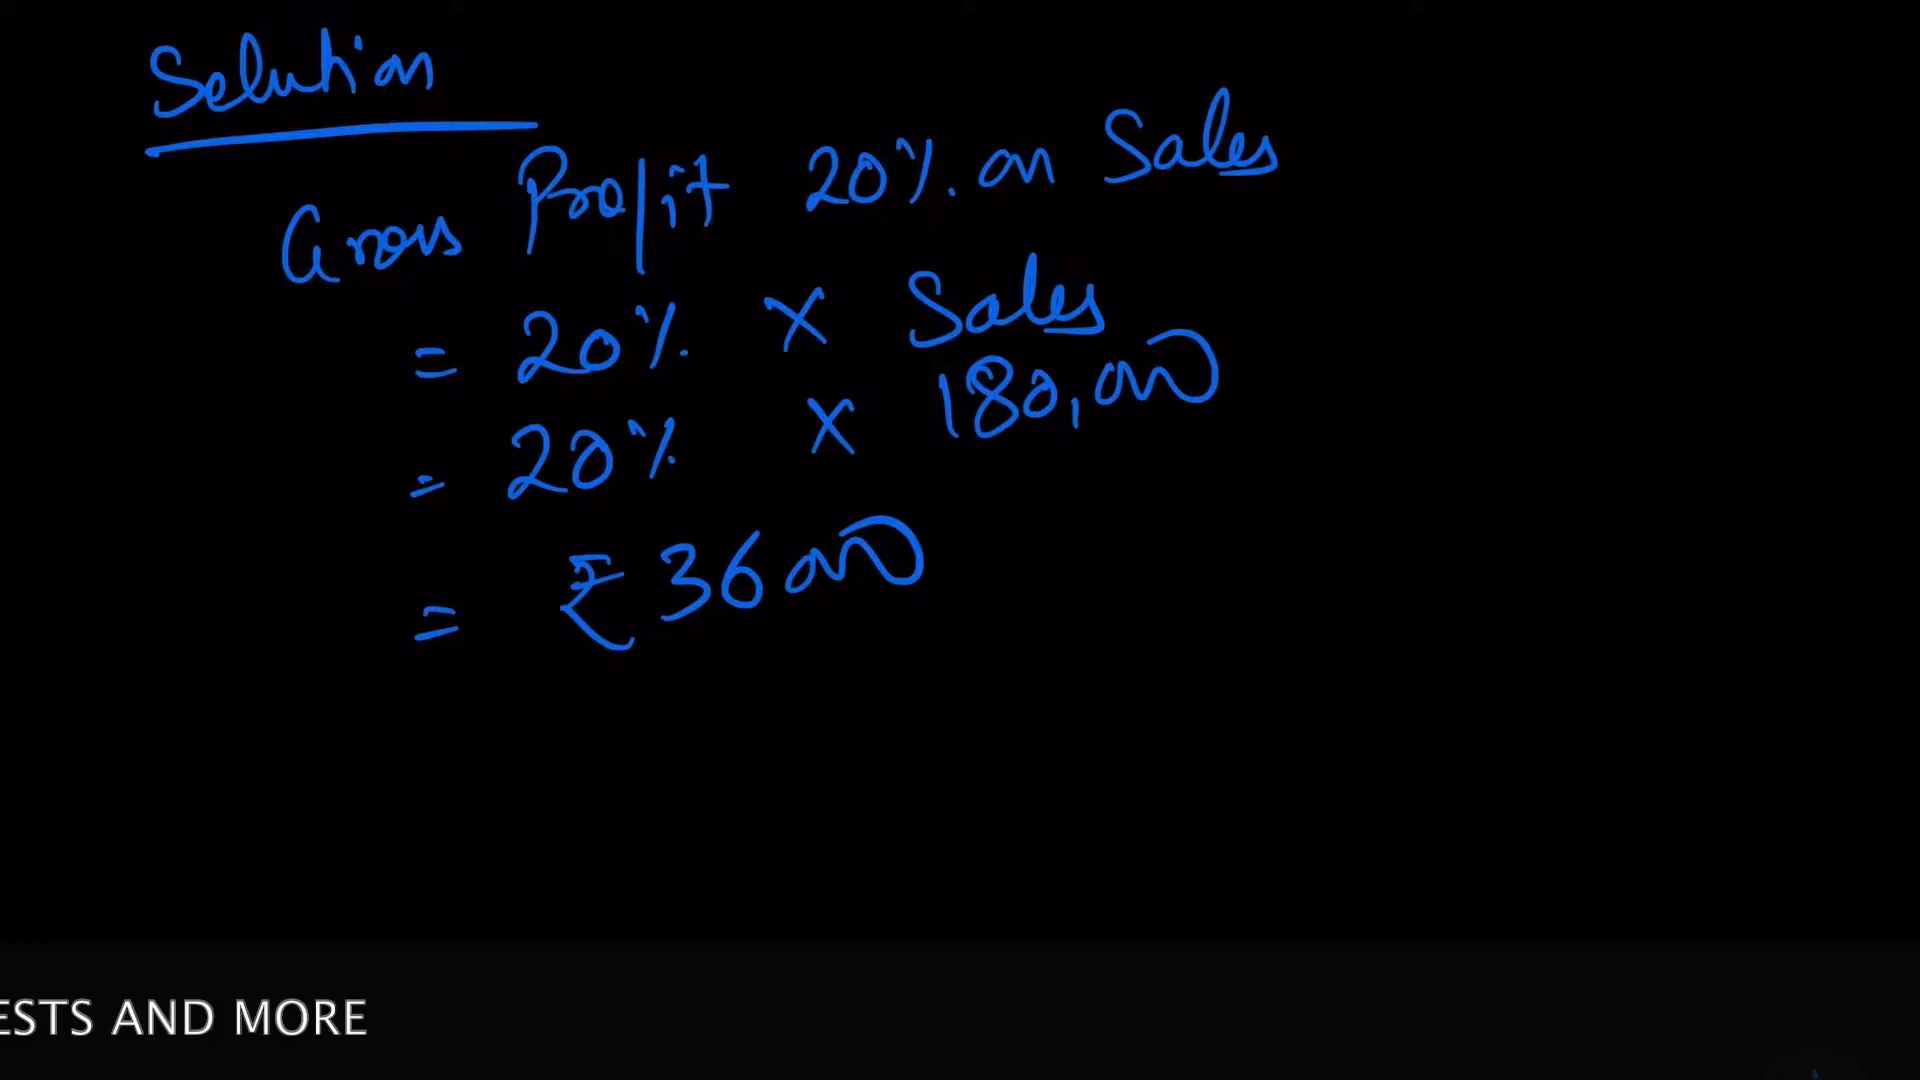 Solution
Gross Profit 20% on Sales
= 20% X Sales
= 20% X 180,000
= ₹36000
ESTS AND MORE